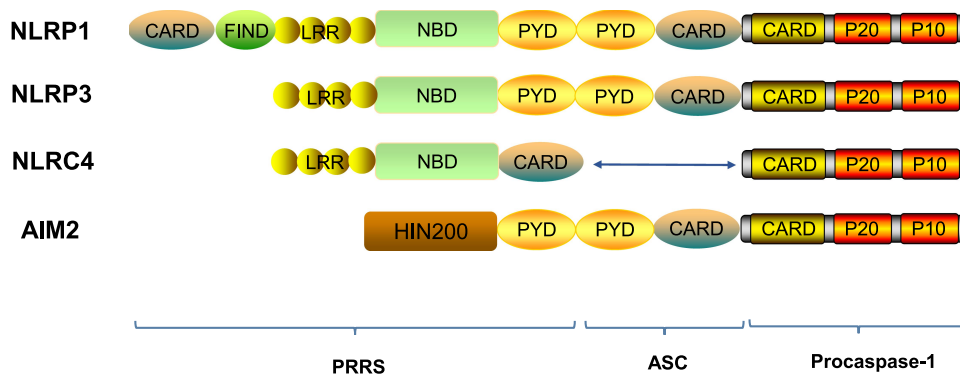 NLRP1 CARD FIND LRR NBD PYD PYD CARD CARD P20 P10
NLRP3 LRR NBD PYD PYD CARD CARD P20 P10
NLRC4 LRR NBD CARD CARD P20 P10
AIM2 HIN200 PYD PYD CARD CARD P20 P10
PRRS ASC Procaspase-1